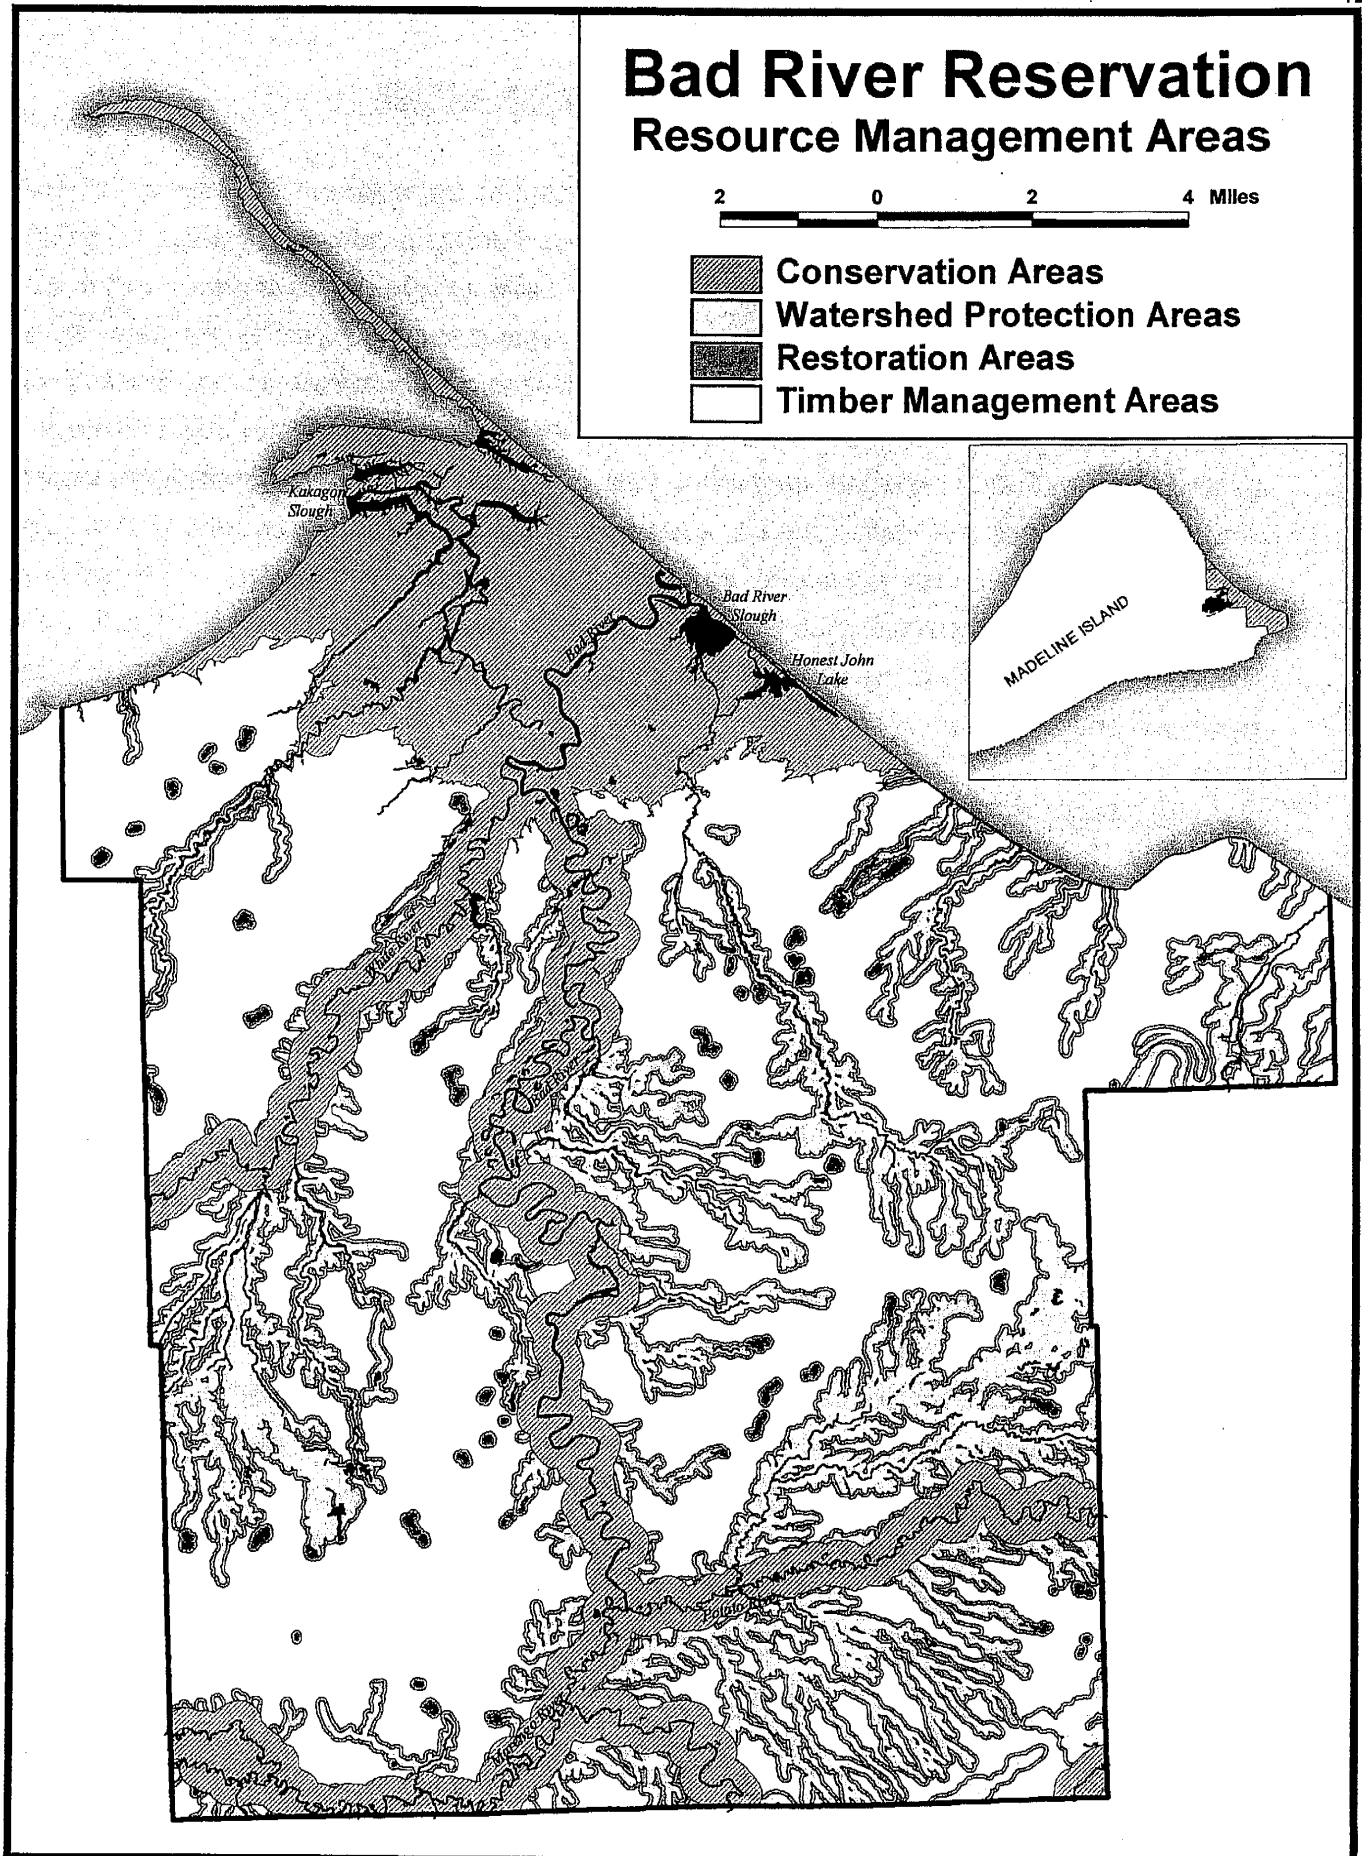 Bad River Reservation
Resource Management Areas
2 0 2 4 Miles
Conservation Areas
Watershed Protection Areas
Restoration Areas
Timber Management Areas
Kakagon
Slough
Bad River
Slough
Bad River
Honest John
Lake
MADELINE ISLAND
White River
Bad River
Potato River
Marengo River